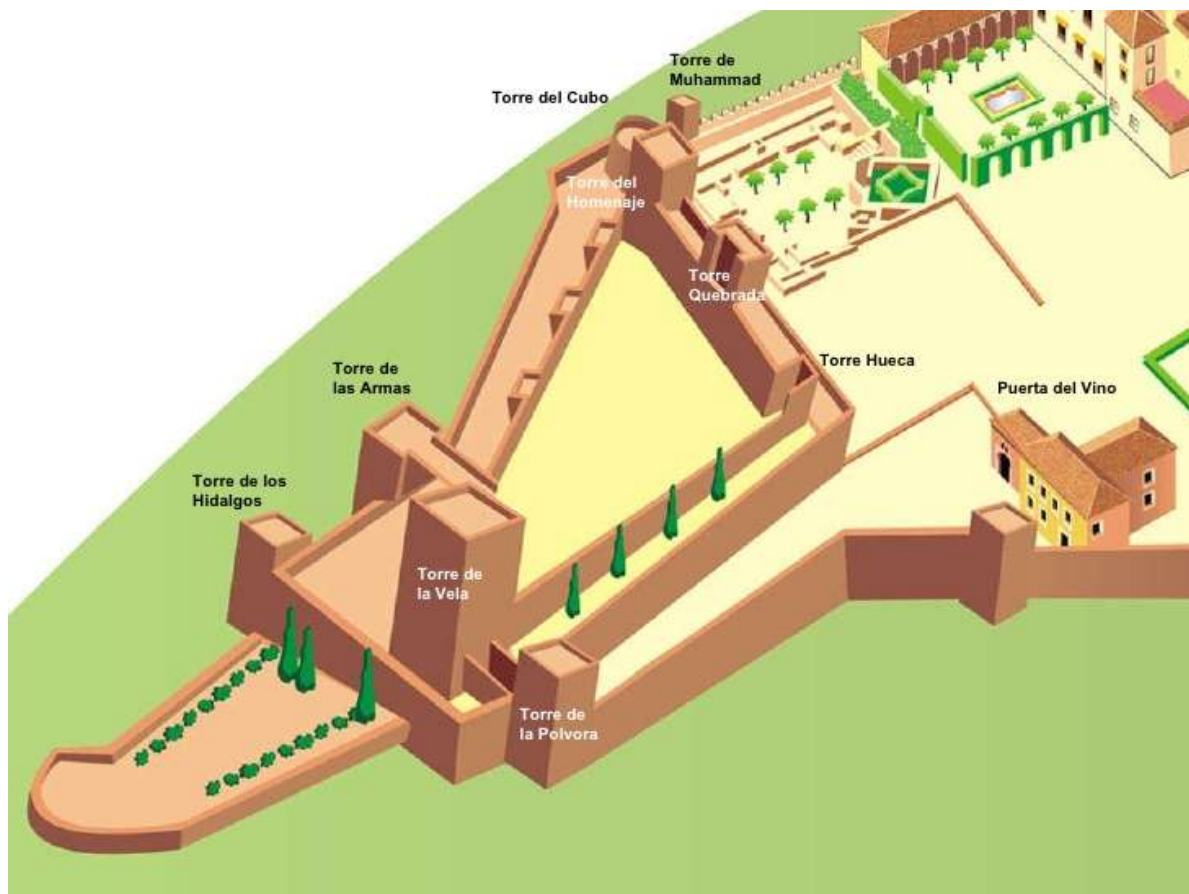 Torre de
Muhammad
Torre del Cubo
Torre del
Homenaje
Torre
Quebrada
Torre Hueca
Torre de
las Armas
Puerta del Vino
Torre de los
Hidalgos
Torre de
la Vela
Torre de
la Polvora